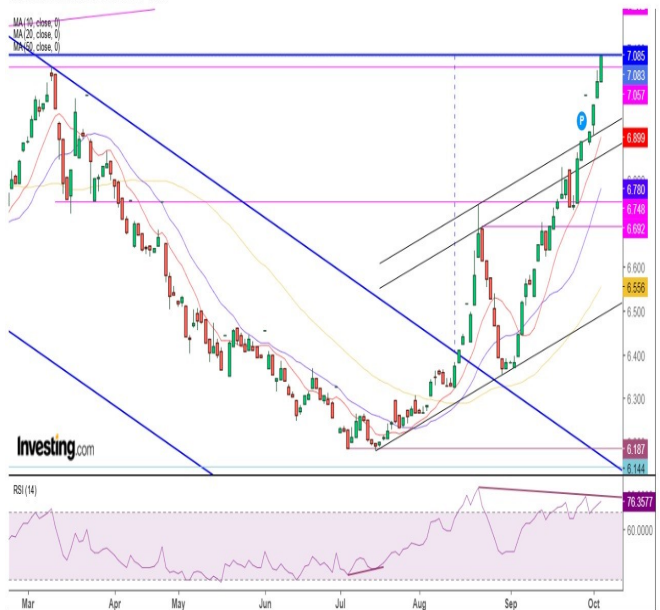 MA (10, close, 0)
MA (20, close, 0)
MA (50, close, 0)
7.085
7.083
7.057
6.899
6.780
6.748
6.692
6.600
6.556
6.500
6.400
6.300
6.187
6.144
P
Investing.com
RSI (14)
76.3577
60.0000
Mar
Apr
May
Jun
Jul
Aug
Sep
Oct